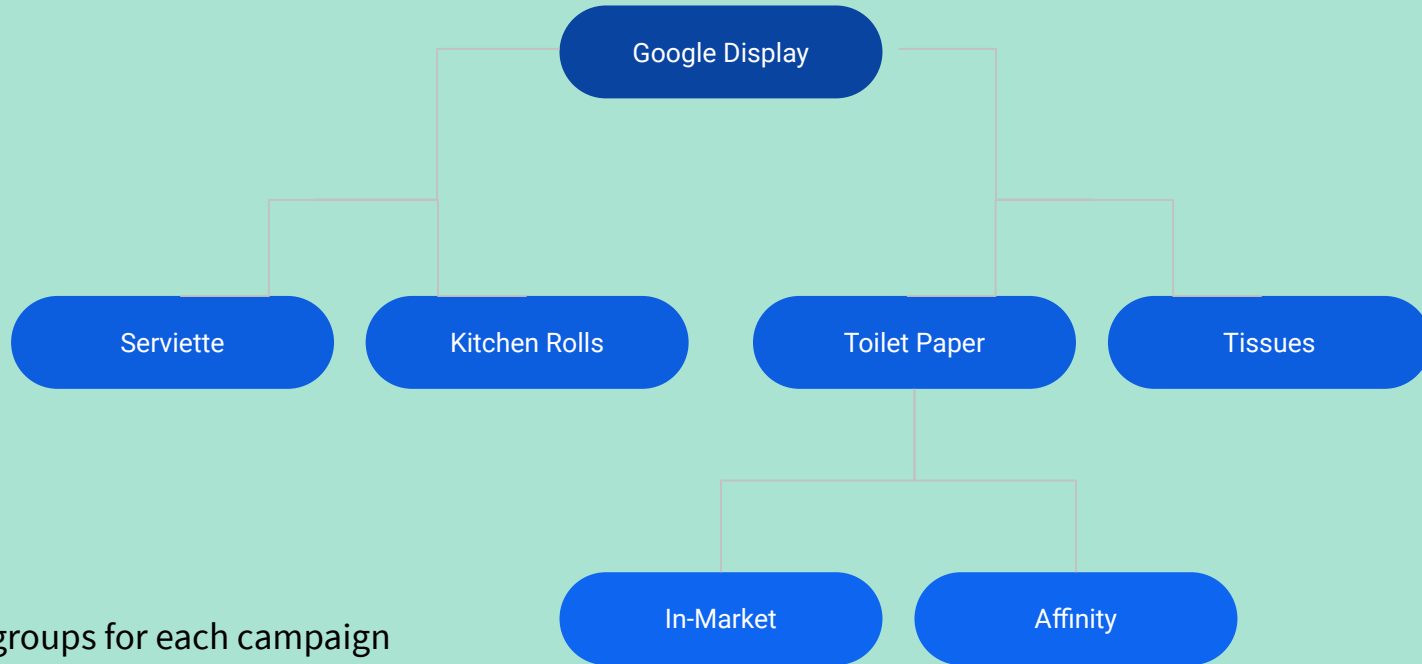 Google Display
Serviette
Kitchen Rolls
Toilet Paper
Tissues
In-Market
Affinity
groups for each campaign